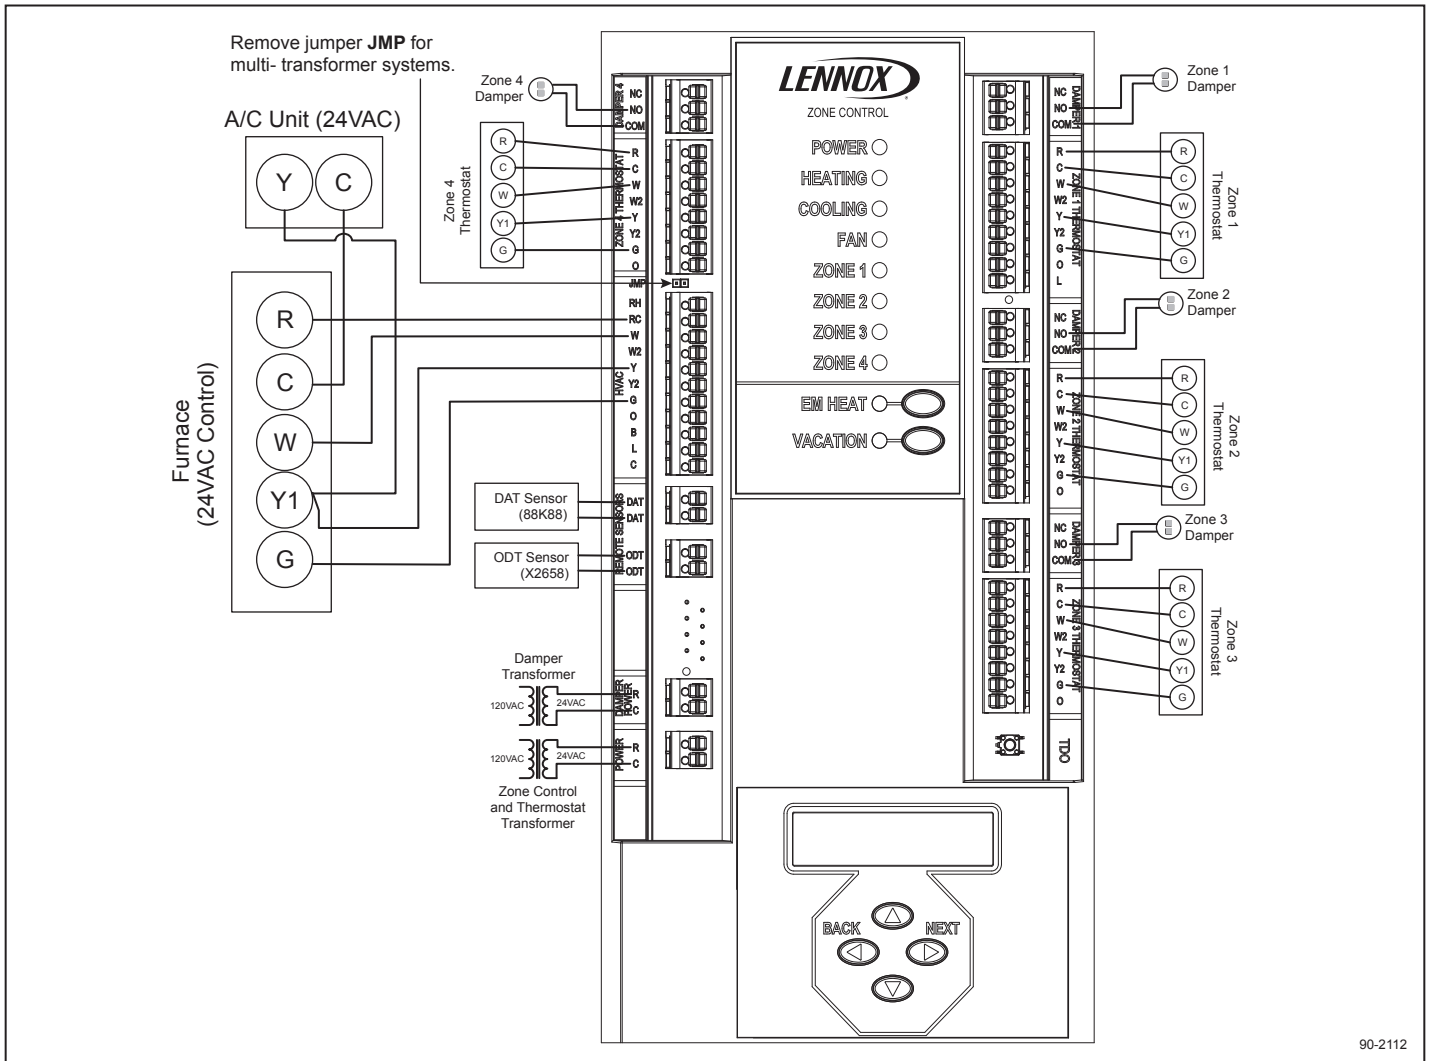 Remove jumper JMP for
multi- transformer systems.
A/C Unit (24VAC)
Y
C
Furnace
(24VAC Control)
R
C
W
Y1
G
Zone 4
Damper
Zone 4
Thermostat
R
C
W
Y1
G
DAT Sensor
(88K88)
ODT Sensor
(X2658)
Damper
Transformer
120VAC
24VAC
120VAC
24VAC
Zone Control
and Thermostat
Transformer
DAMPER 4
NC
NO
COM
ZONE 4 THERMOSTAT
R
C
W
W2
Y
Y2
G
O
JMP
HVAC
RH
RC
W
W2
Y
Y2
G
O
B
L
C
REMOTE SENSORS
DAT
DAT
ODT
ODT
DAMPER
POWER
R
C
POWER
R
C
LENNOX
ZONE CONTROL
POWER
HEATING
COOLING
FAN
ZONE 1
ZONE 2
ZONE 3
ZONE 4
EM HEAT
VACATION
BACK
NEXT
DAMPER1
NC
NO
COM
ZONE 1 THERMOSTAT
R
C
W
W2
Y
Y2
G
O
L
DAMPER2
NC
NO
COM
ZONE 2 THERMOSTAT
R
C
W
W2
Y
Y2
G
O
DAMPER3
NC
NO
COM
ZONE 3 THERMOSTAT
R
C
W
W2
Y
Y2
G
O
TDO
Zone 1
Damper
Zone 1
Thermostat
R
C
W
Y1
G
Zone 2
Damper
Zone 2
Thermostat
R
C
W
Y1
G
Zone 3
Damper
Zone 3
Thermostat
R
C
W
Y1
G
90-2112